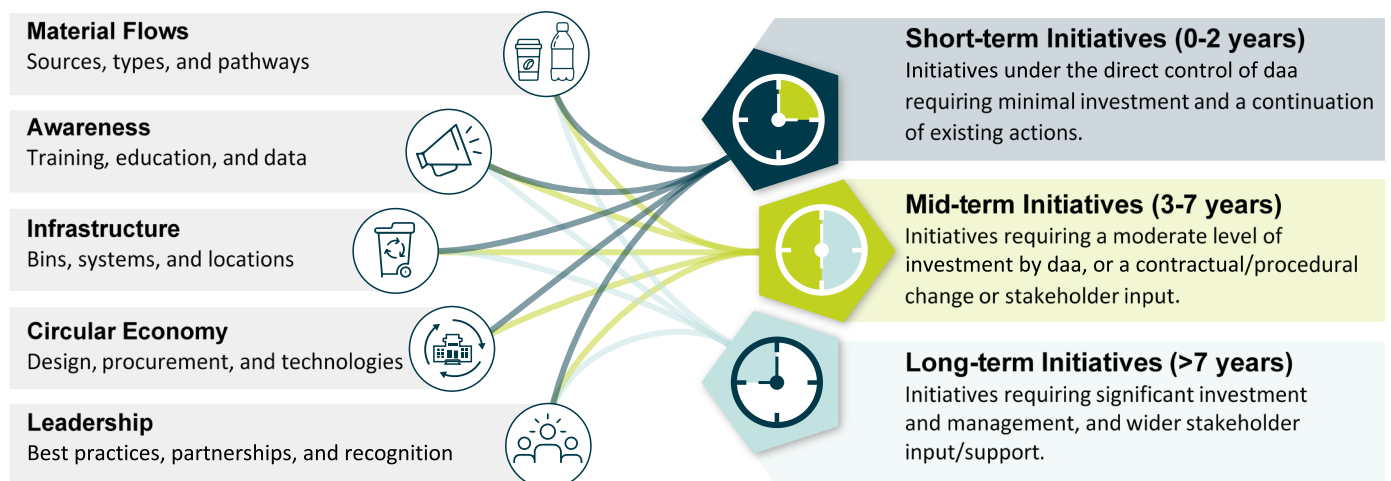 Material Flows
Sources, types, and pathways
Awareness
Training, education, and data
Infrastructure
Bins, systems, and locations
Circular Economy
Design, procurement, and technologies
Leadership
Best practices, partnerships, and recognition
Short-term Initiatives (0-2 years)
Initiatives under the direct control of daa
requiring minimal investment and a continuation
of existing actions.
Mid-term Initiatives (3-7 years)
Initiatives requiring a moderate level of
investment by daa, or a contractual/procedural
change or stakeholder input.
Long-term Initiatives (>7 years)
Initiatives requiring significant investment
and management, and wider stakeholder
input/support.